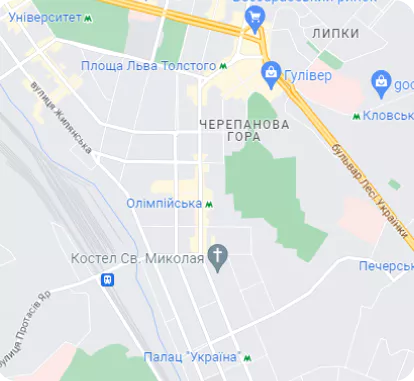 Бессарабський ринок
Університет
ЛИПКИ
Площа Льва Толстого
Гулівер
goo
вулиця Жилянська
Кловська
ЧЕРЕПАНОВА
ГОРА
бульвар Лесі Українки
Олімпійська
Костел Св. Миколая
Печерськ
вулиця Протасів Яр
Палац "Україна"